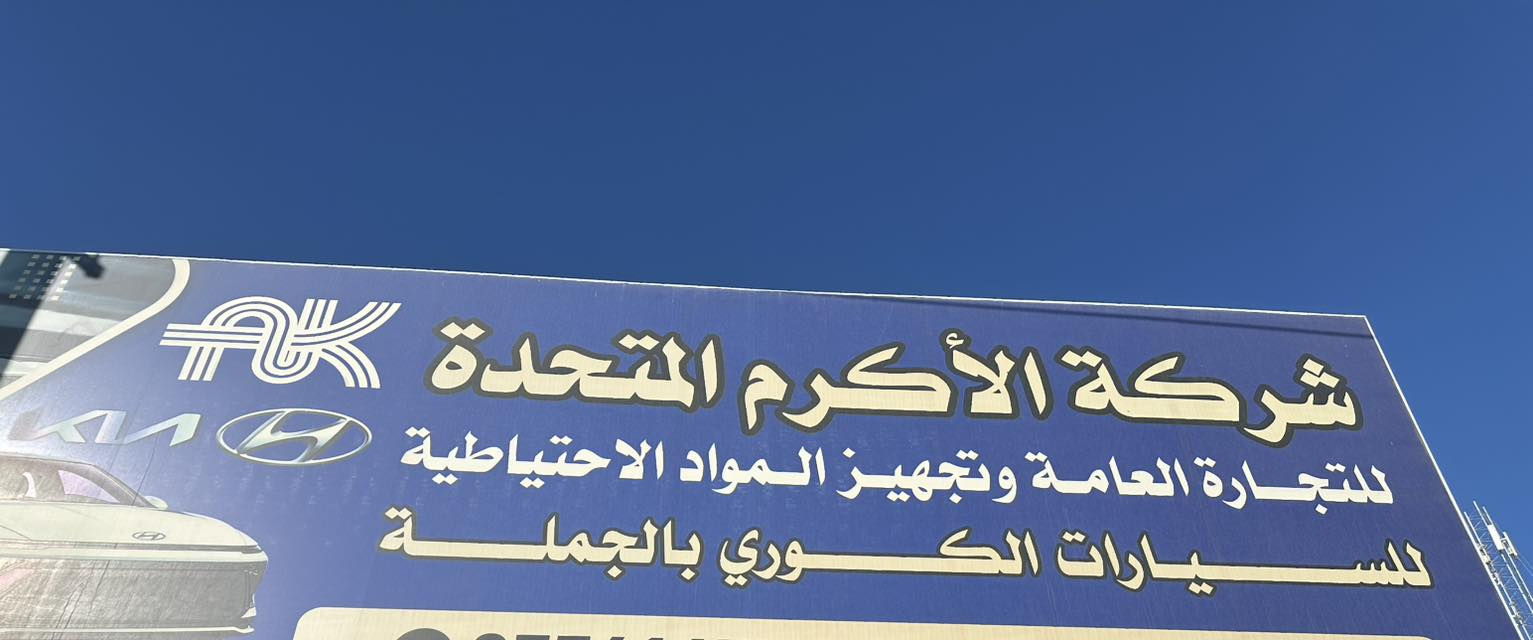 AK
شركة الأكرم المتحدة
KIA
للتجارة العامة وتجهيز المواد الاحتياطية
للسيارات الكوري بالجملة